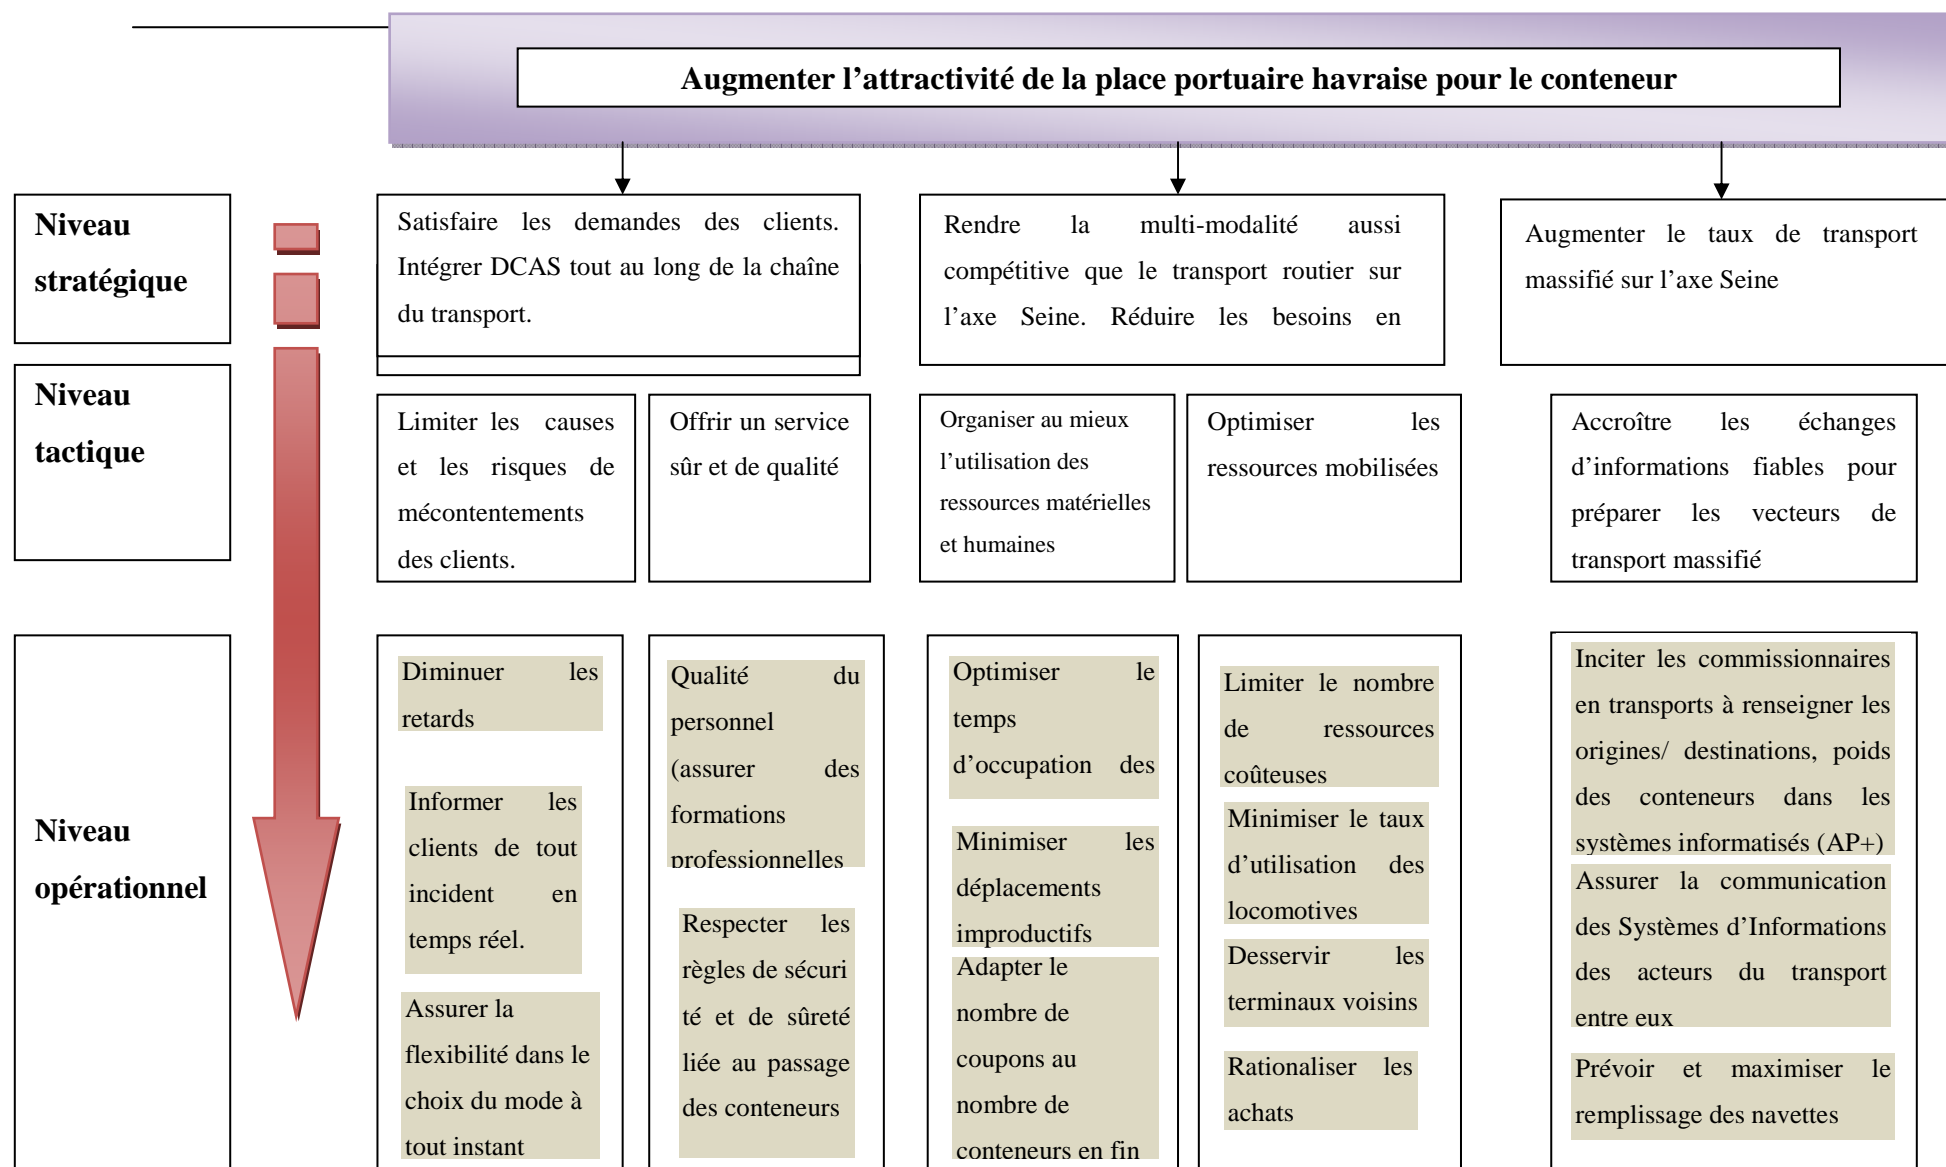 Augmenter l’attractivité de la place portuaire havraise pour le conteneur
Niveau
stratégique
Satisfaire les demandes des clients.
Intégrer DCAS tout au long de la chaîne
du transport.
Rendre la multi-modalité aussi
compétitive que le transport routier sur
l’axe Seine. Réduire les besoins en
Augmenter le taux de transport
massifié sur l’axe Seine
Niveau
tactique
Limiter les causes
et les risques de
mécontentements
des clients.
Offrir un service
sûr et de qualité
Organiser au mieux
l’utilisation des
ressources matérielles
et humaines
Optimiser les
ressources mobilisées
Accroître les échanges
d’informations fiables pour
préparer les vecteurs de
transport massifié
Niveau
opérationnel
Diminuer les
retards
Informer les
clients de tout
incident en
temps réel.
Assurer la
flexibilité dans le
choix du mode à
tout instant
Qualité du
personnel
(assurer des
formations
professionnelles
Respecter les
règles de sécuri
té et de sûreté
liée au passage
des conteneurs
Optimiser le
temps
d’occupation des
Minimiser les
déplacements
improductifs
Adapter le
nombre de
coupons au
nombre de
conteneurs en fin
Limiter le nombre
de ressources
coûteuses
Minimiser le taux
d’utilisation des
locomotives
Desservir les
terminaux voisins
Rationaliser les
achats
Inciter les commissionnaires
en transports à renseigner les
origines/ destinations, poids
des conteneurs dans les
systèmes informatisés (AP+)
Assurer la communication
des Systèmes d’Informations
des acteurs du transport
entre eux
Prévoir et maximiser le
remplissage des navettes